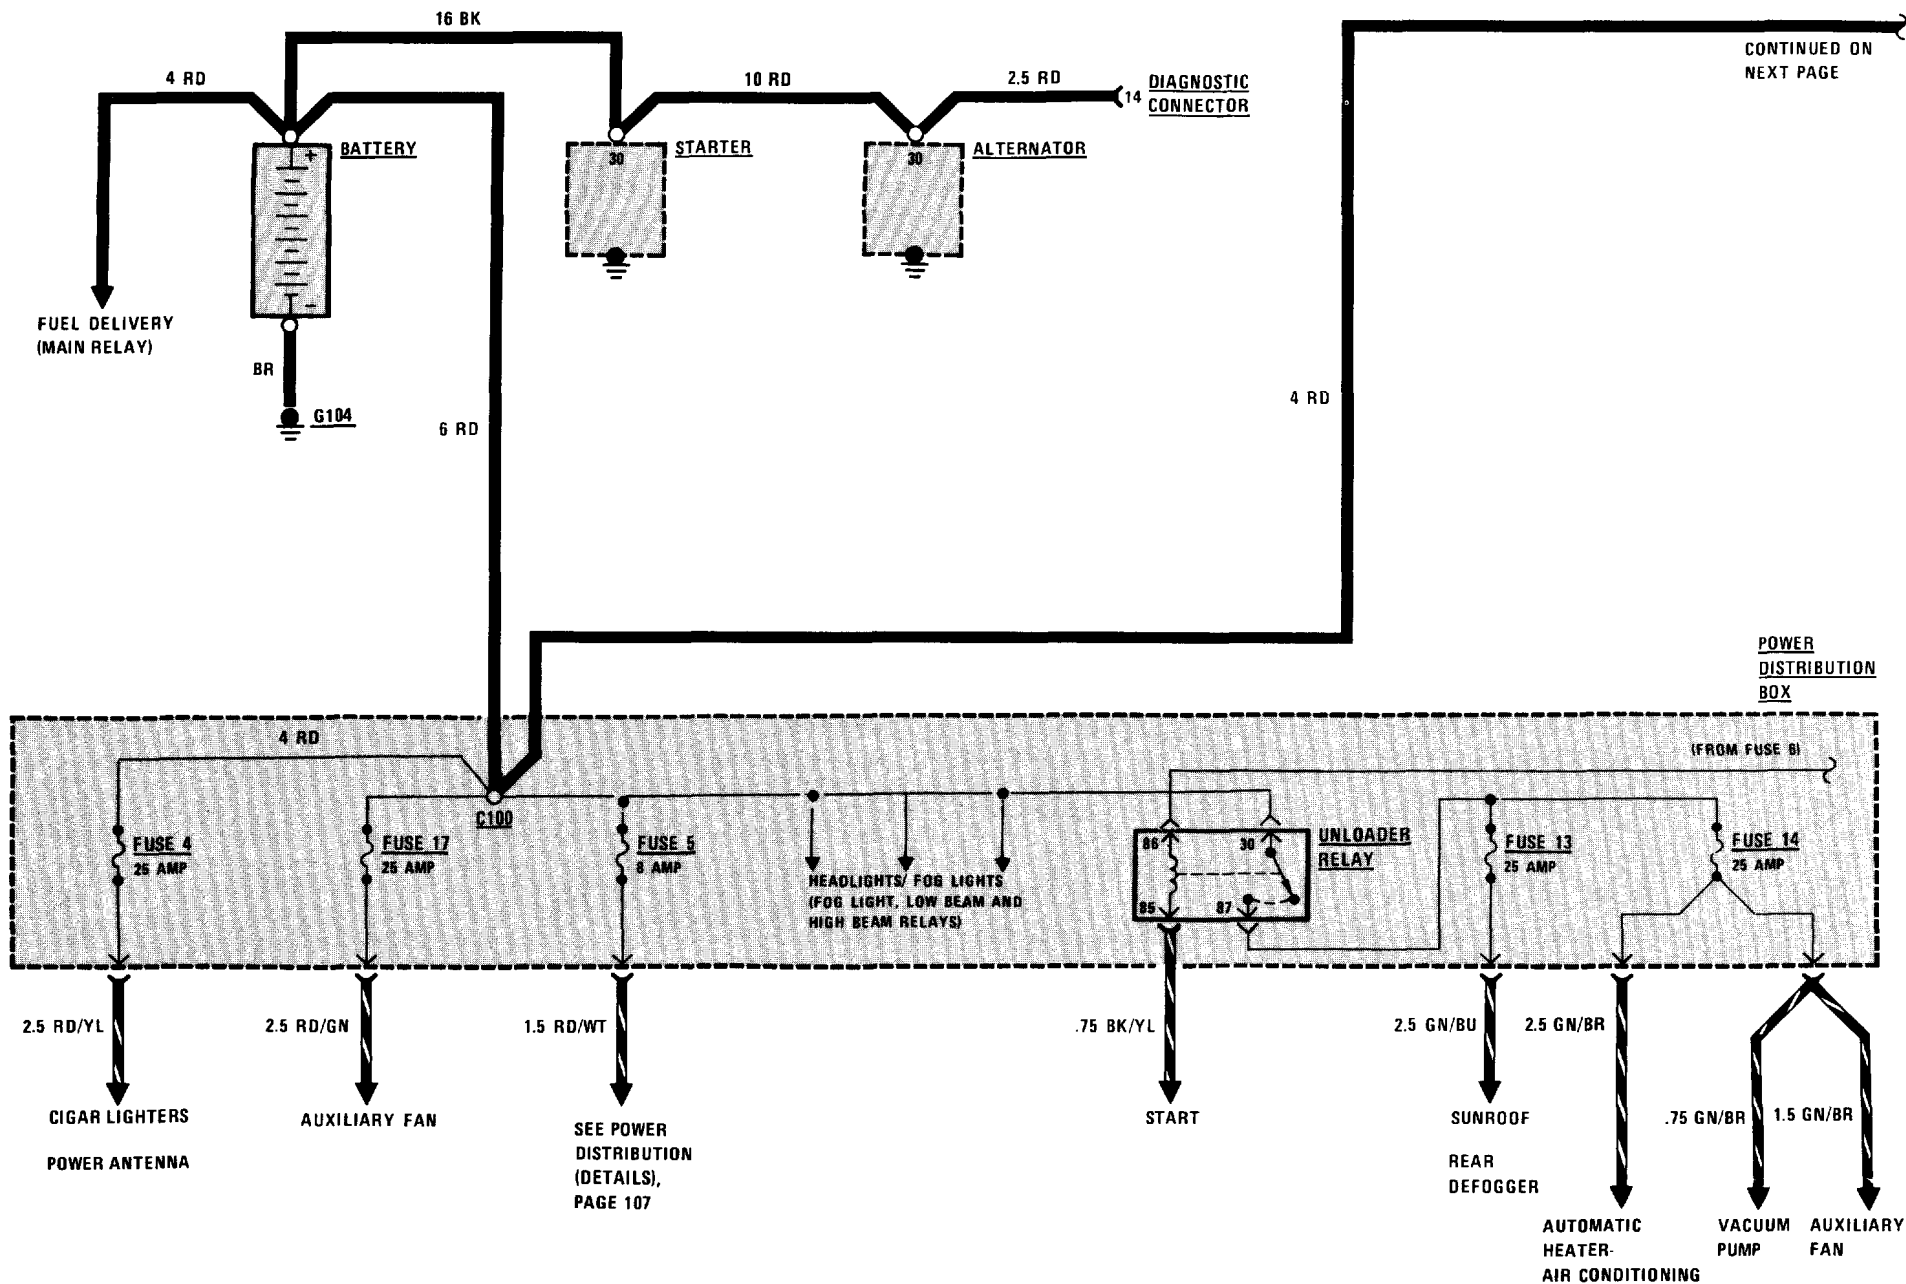 16 BK
CONTINUED ON
NEXT PAGE
4 RD
10 RD
2.5 RD
14
DIAGNOSTIC
CONNECTOR
+
BATTERY
30
STARTER
30
ALTERNATOR
-
FUEL DELIVERY
(MAIN RELAY)
BR
G104
6 RD
4 RD
POWER
DISTRIBUTION
BOX
4 RD
(FROM FUSE 6)
C100
FUSE 4
25 AMP
FUSE 17
25 AMP
FUSE 5
8 AMP
HEADLIGHTS/ FOG LIGHTS
(FOG LIGHT, LOW BEAM AND
HIGH BEAM RELAYS)
86
30
85
87
UNLOADER
RELAY
FUSE 13
25 AMP
FUSE 14
25 AMP
2.5 RD/YL
2.5 RD/GN
1.5 RD/WT
.75 BK/YL
2.5 GN/BU
2.5 GN/BR
.75 GN/BR
1.5 GN/BR
CIGAR LIGHTERS
POWER ANTENNA
AUXILIARY FAN
SEE POWER
DISTRIBUTION
(DETAILS),
PAGE 107
START
SUNROOF
REAR
DEFOGGER
AUTOMATIC
HEATER-
AIR CONDITIONING
VACUUM
PUMP
AUXILIARY
FAN